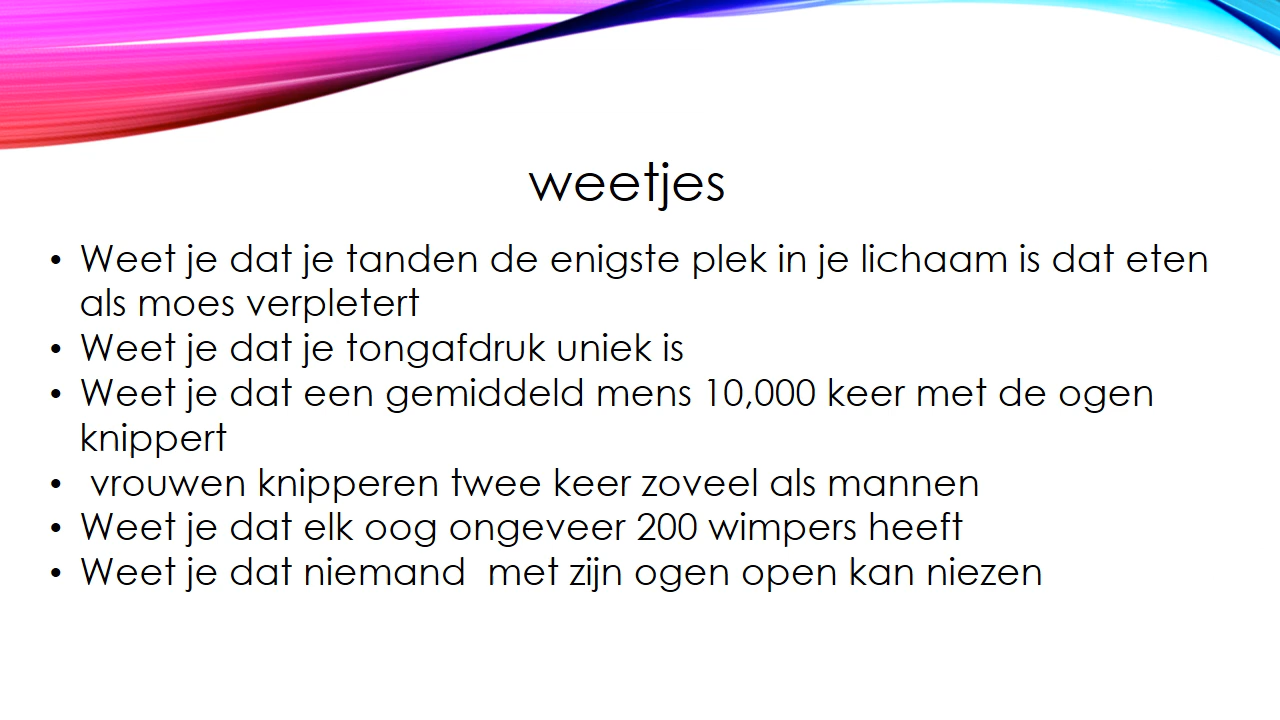 weetjes
• Weet je dat je tanden de enigste plek in je lichaam is dat eten
als moes verpletert
• Weet je dat je tongafdruk uniek is
• Weet je dat een gemiddeld mens 10,000 keer met de ogen
knippert
• vrouwen knipperen twee keer zoveel als mannen
• Weet je dat elk oog ongeveer 200 wimpers heeft
• Weet je dat niemand  met zijn ogen open kan niezen